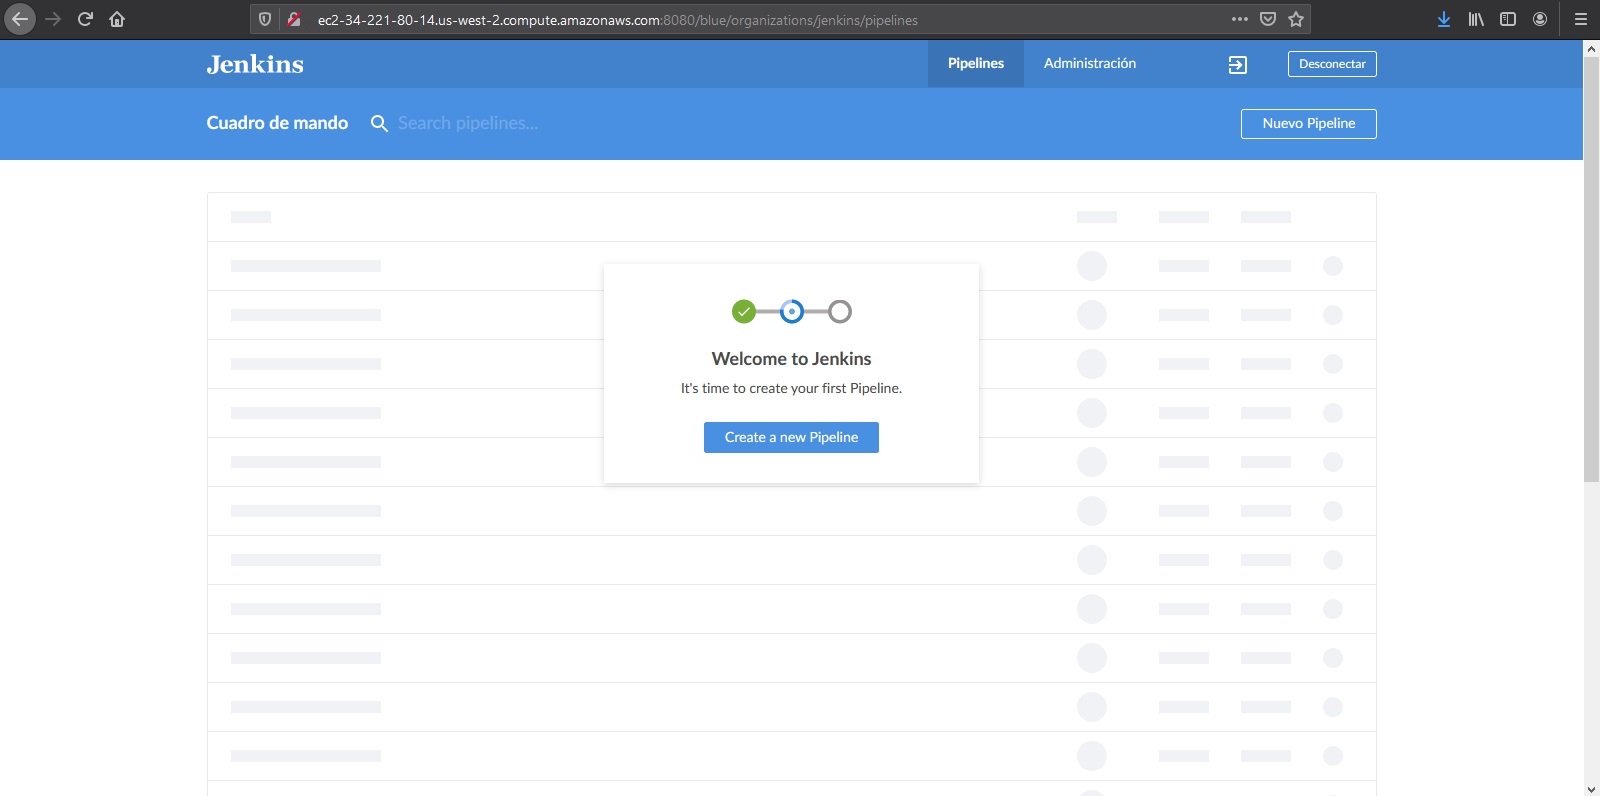 ec2-34-221-80-14.us-west-2.compute.amazonaws.com:8080/blue/organizations/jenkins/pipelines
Jenkins
Pipelines
Administración
Desconectar
Cuadro de mando
Search pipelines...
Nuevo Pipeline
Welcome to Jenkins
It's time to create your first Pipeline.
Create a new Pipeline